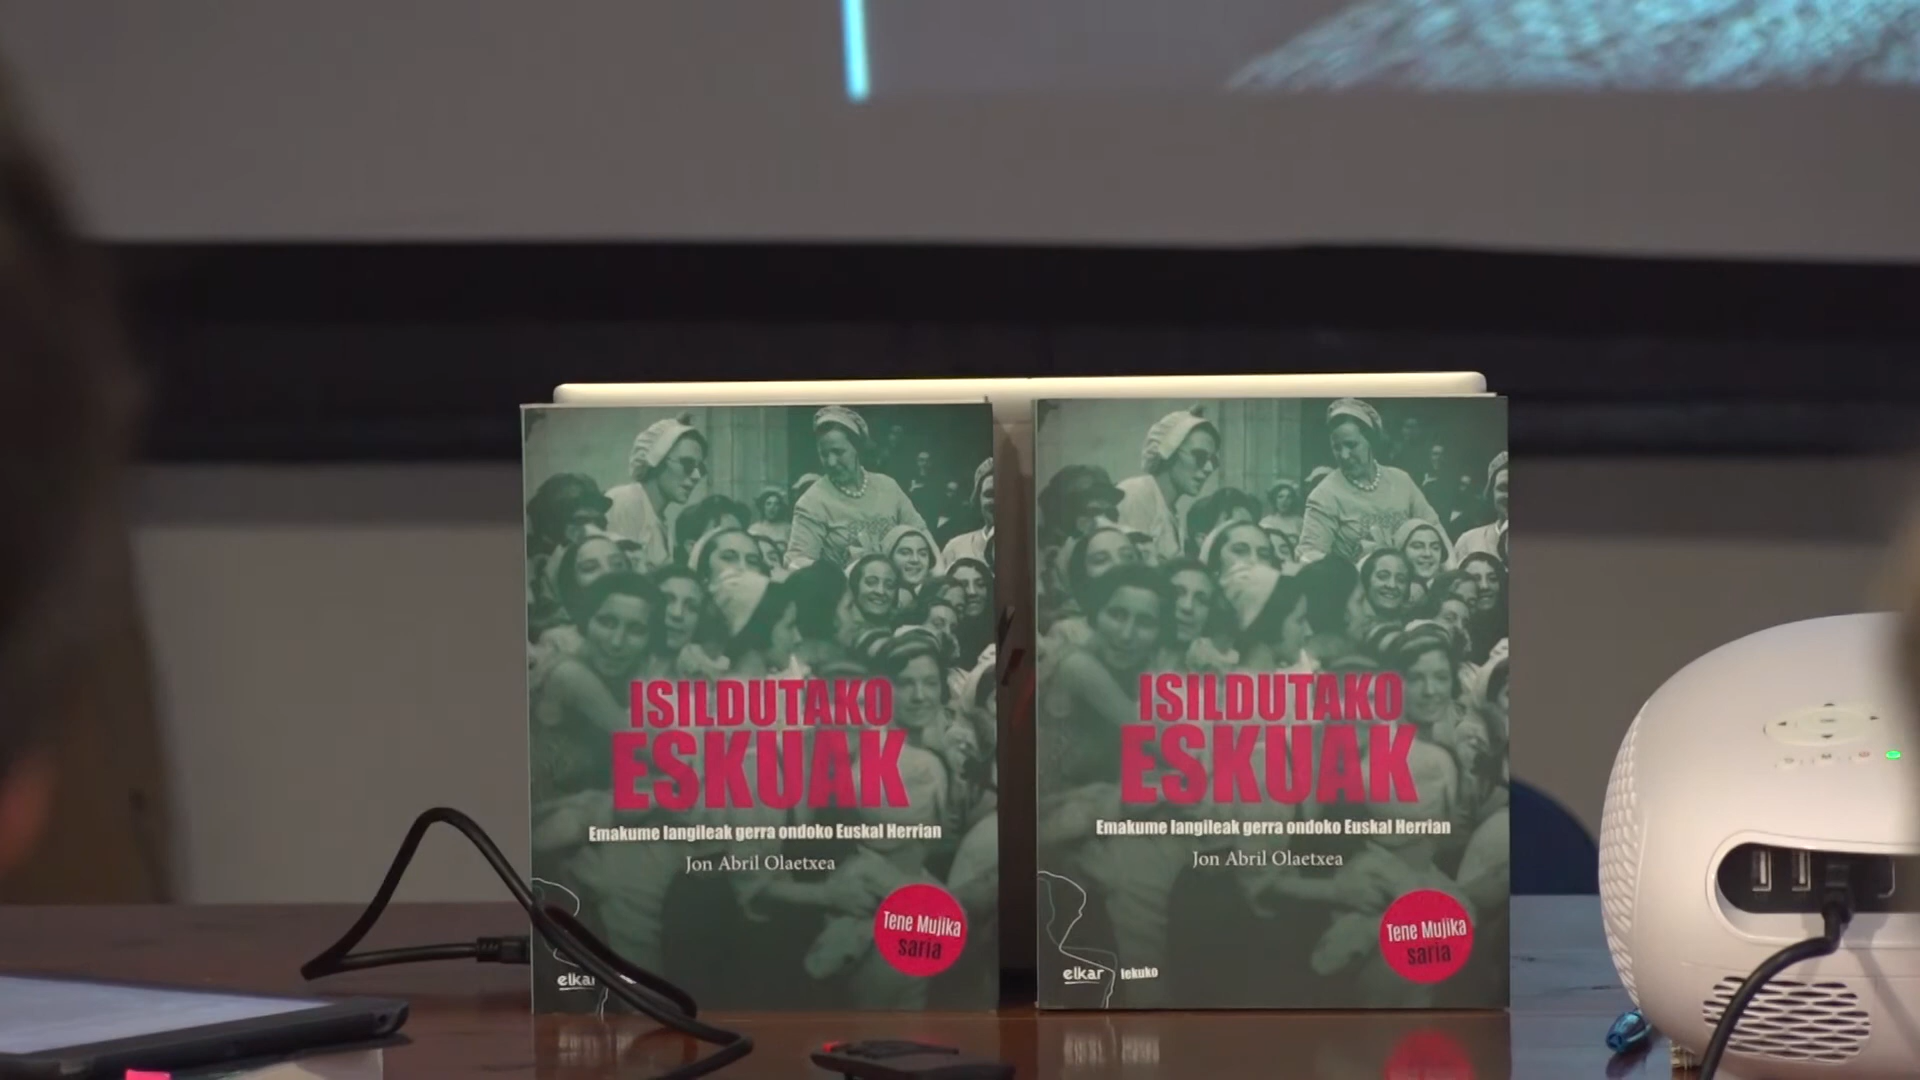 ISILDUTAKO
ESKUAK
Emakume langileak gerra ondoko Euskal Herrian
Jon Abril Olaetxea
Tene Mujika
saria
elkar
ISILDUTAKO
ESKUAK
Emakume langileak gerra ondoko Euskal Herrian
Jon Abril Olaetxea
Tene Mujika
saria
elkar lekuko